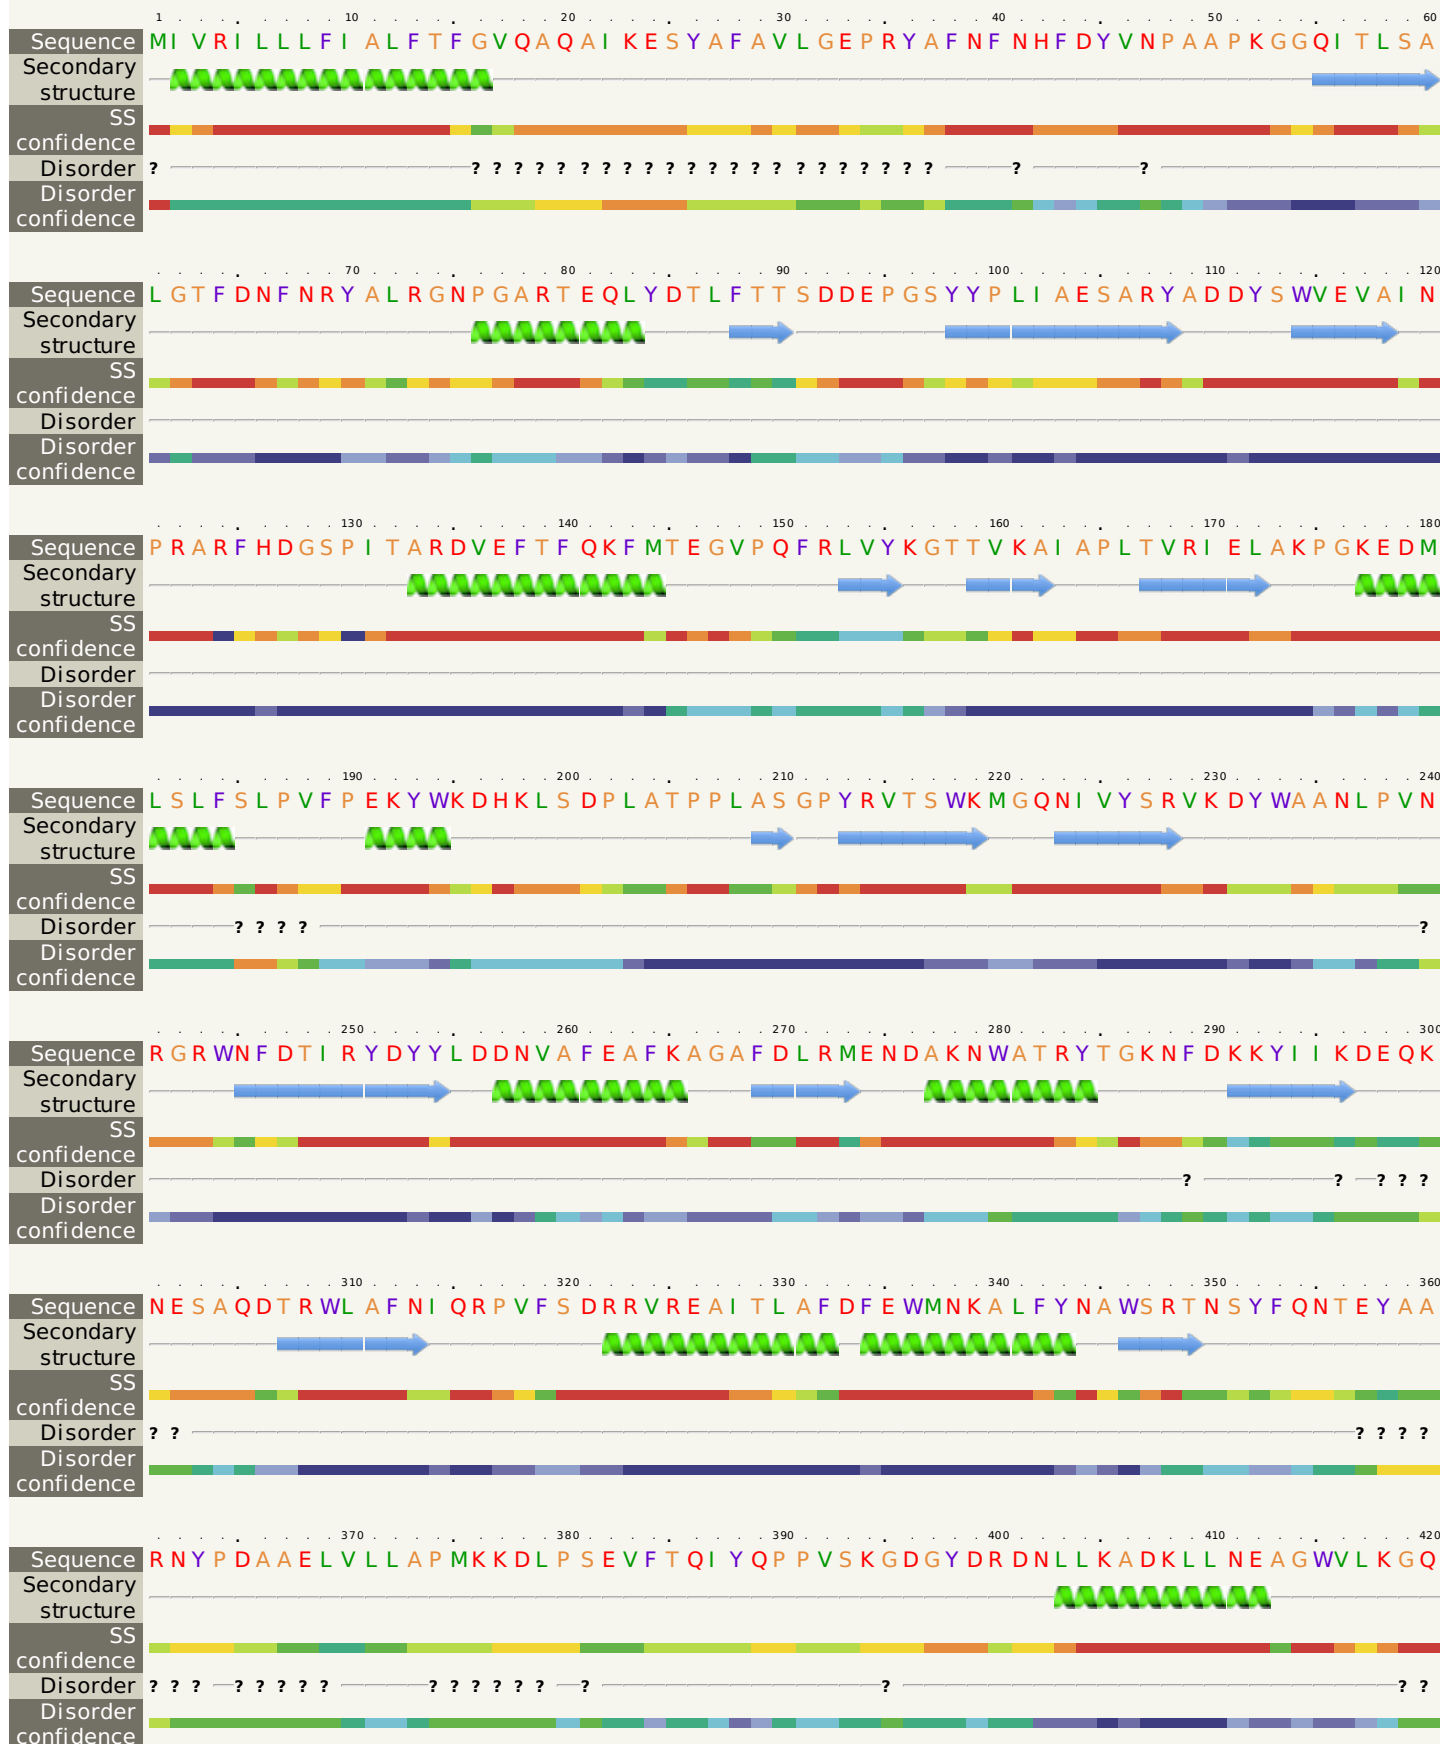 1 10 20 30 40 50 60
Sequence MIVRILLLFIALFTFGVQAQAIKESYAFAVLGEPRYAFNFNHFDYVNPAAPKGGQITLSA
Secondary
structure
SS
confidence
Disorder ? ? ? ? ? ? ? ? ? ? ? ? ? ? ? ? ? ? ? ? ? ? ? ? ?
Disorder
confidence
70 80 90 100 110 120
Sequence LGTFDNFNRYALRGNPGARTEQLYDTLFTTSDDEPGSYYPLIAESARYADDYSWVEVAIN
Secondary
structure
SS
confidence
Disorder
Disorder
confidence
130 140 150 160 170 180
Sequence PRARFHDGSPITARDVEFTFQKFMTEGVPQFRLVYKGTTVKAIAPLTVRIELAKPGKEDM
Secondary
structure
SS
confidence
Disorder
Disorder
confidence
190 200 210 220 230 240
Sequence LSLFSLPVFPEKYWKDHKLSDPLATPPLASGPYRVTSWKMGQNIVYSRVKDYWAANLPVN
Secondary
structure
SS
confidence
Disorder ? ? ? ? ?
Disorder
confidence
250 260 270 280 290 300
Sequence RGRWNFDTIRYDYYLDDNVAFEAFKAGAFDLRMENDAKNWATRYTGKNFDKKYIIKDEQK
Secondary
structure
SS
confidence
Disorder ? ? ? ? ?
Disorder
confidence
310 320 330 340 350 360
Sequence NESAQDTRWLAFNIQRPVFSDRRVREAITLAFDFEWMNKALFYNAWSRTNSYFQNTEYAA
Secondary
structure
SS
confidence
Disorder ? ? ? ? ? ?
Disorder
confidence
370 380 390 400 410 420
Sequence RNYPDAAELVLLAPMKKDLPSEVFTQIYQPPVSKGDGYDRDNLLKADKLLNEAGWVLKGQ
Secondary
structure
SS
confidence
Disorder ? ? ? ? ? ? ? ? ? ? ? ? ? ? ? ? ? ?
Disorder
confidence